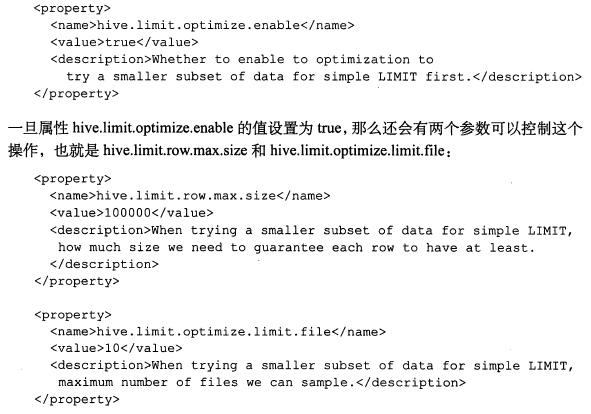 <property>
<name>hive.limit.optimize.enable</name>
<value>true</value>
<description>Whether to enable to optimization to
try a smaller subset of data for simple LIMIT first.</description>
</property>
一旦属性 hive.limit.optimize.enable 的值设置为 true，那么还会有两个参数可以控制这个
操作，也就是 hive.limit.row.max.size 和 hive.limit.optimize.limit.file：
<property>
<name>hive.limit.row.max.size</name>
<value>100000</value>
<description>When trying a smaller subset of data for simple LIMIT,
how much size we need to guarantee each row to have at least.
</description>
</property>
<property>
<name>hive.limit.optimize.limit.file</name>
<value>10</value>
<description>When trying a smaller subset of data for simple LIMIT,
maximum number of files we can sample.</description>
</property>